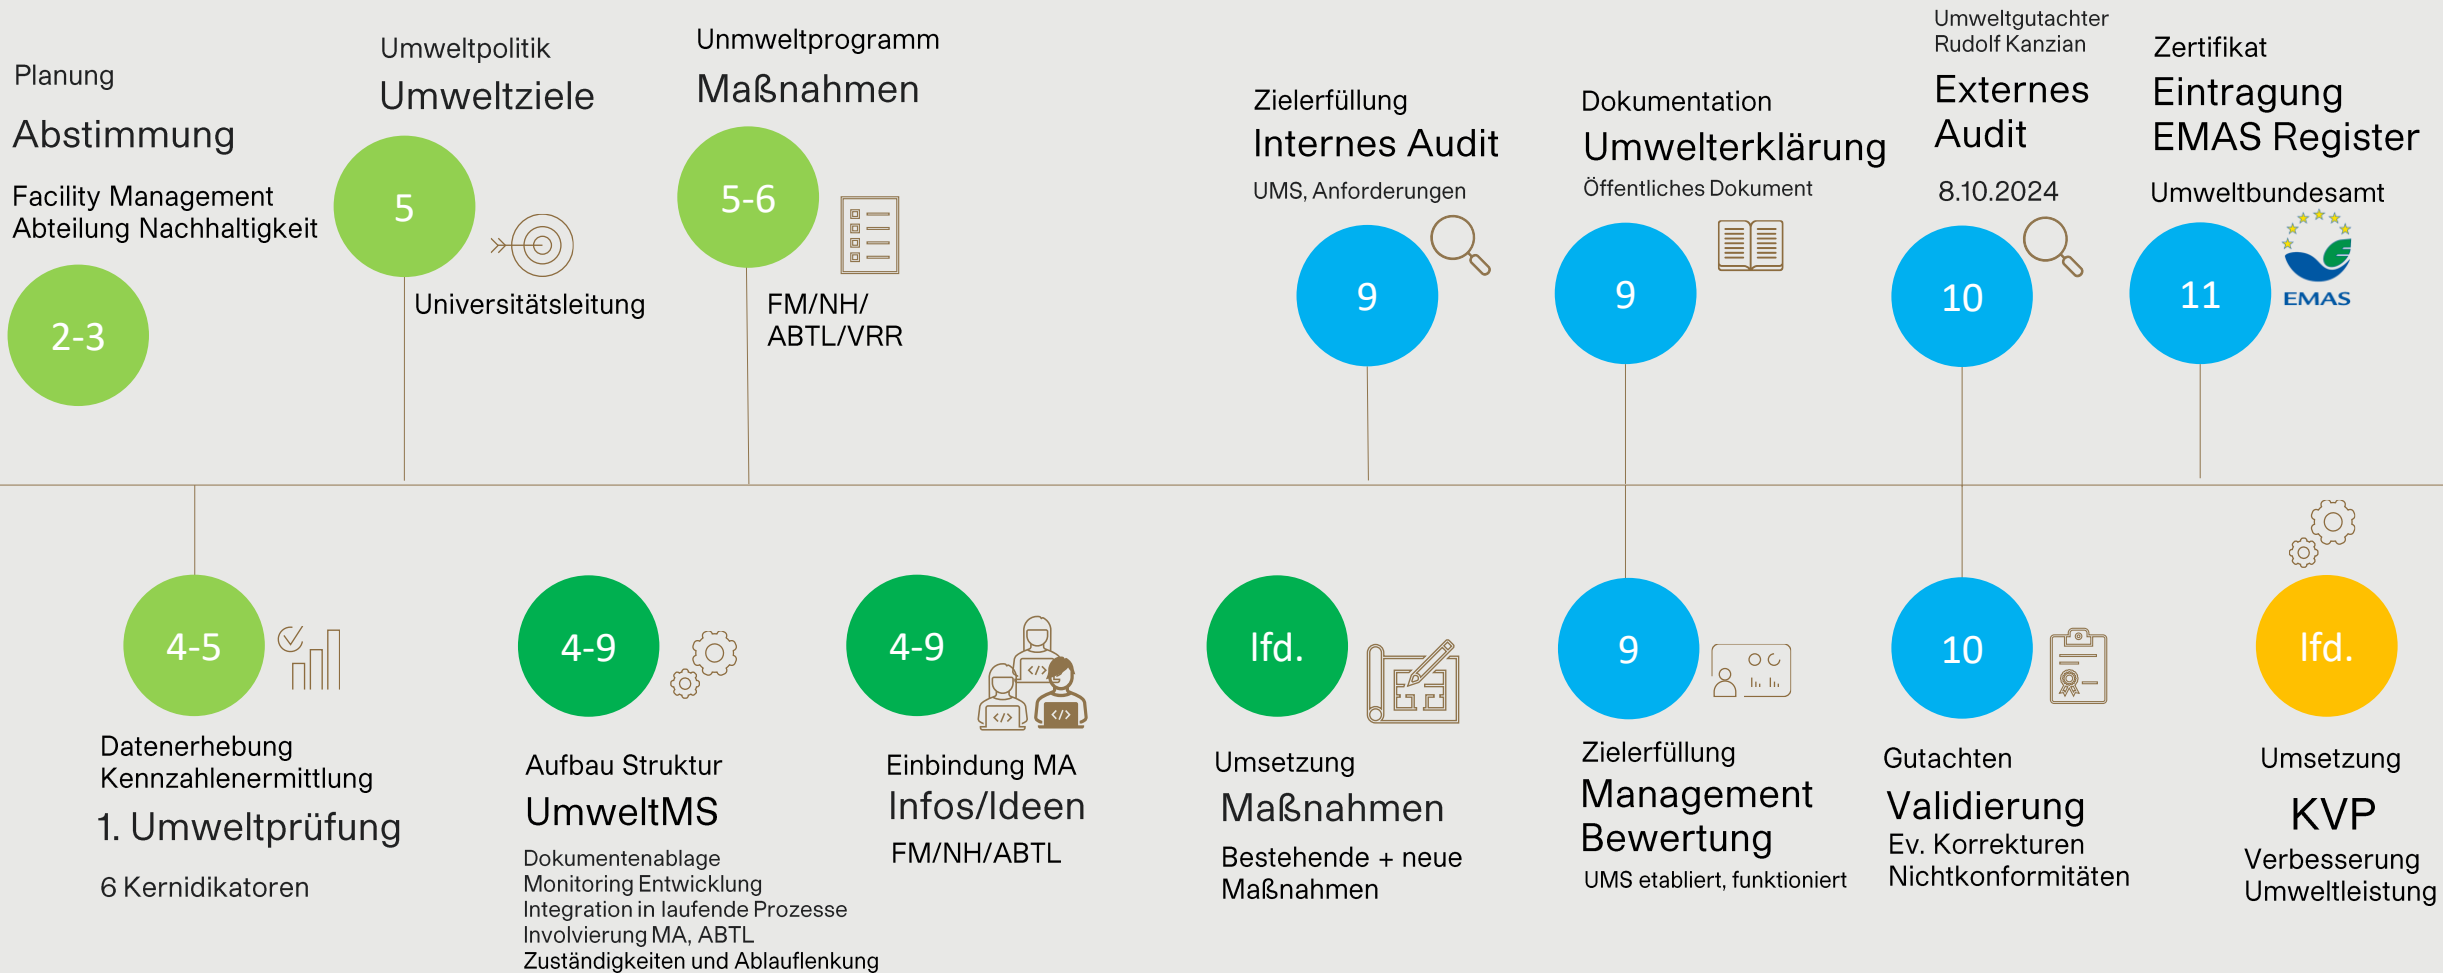 Planung
Abstimmung
Facility Management
Abteilung Nachhaltigkeit
2-3
Umweltpolitik
Umweltziele
5
Universitätsleitung
Unmweltprogramm
Maßnahmen
5-6
FM/NH/
ABTL/VRR
Zielerfüllung
Internes Audit
UMS, Anforderungen
9
Dokumentation
Umwelterklärung
Öffentliches Dokument
9
Umweltgutachter
Rudolf Kanzian
Externes
Audit
8.10.2024
10
Zertifikat
Eintragung
EMAS Register
Umweltbundesamt
11
EMAS
4-5
Datenerhebung
Kennzahlenermittlung
1. Umweltprüfung
6 Kernidikatoren
4-9
Aufbau Struktur
UmweltMS
Dokumentenablage
Monitoring Entwicklung
Integration in laufende Prozesse
Involvierung MA, ABTL
Zuständigkeiten und Ablauflenkung
4-9
</>
</>
</>
Einbindung MA
Infos/Ideen
FM/NH/ABTL
lfd.
Umsetzung
Maßnahmen
Bestehende + neue
Maßnahmen
9
Zielerfüllung
Management
Bewertung
UMS etabliert, funktioniert
10
Gutachten
Validierung
Ev. Korrekturen
Nichtkonformitäten
lfd.
Umsetzung
KVP
Verbesserung
Umweltleistung